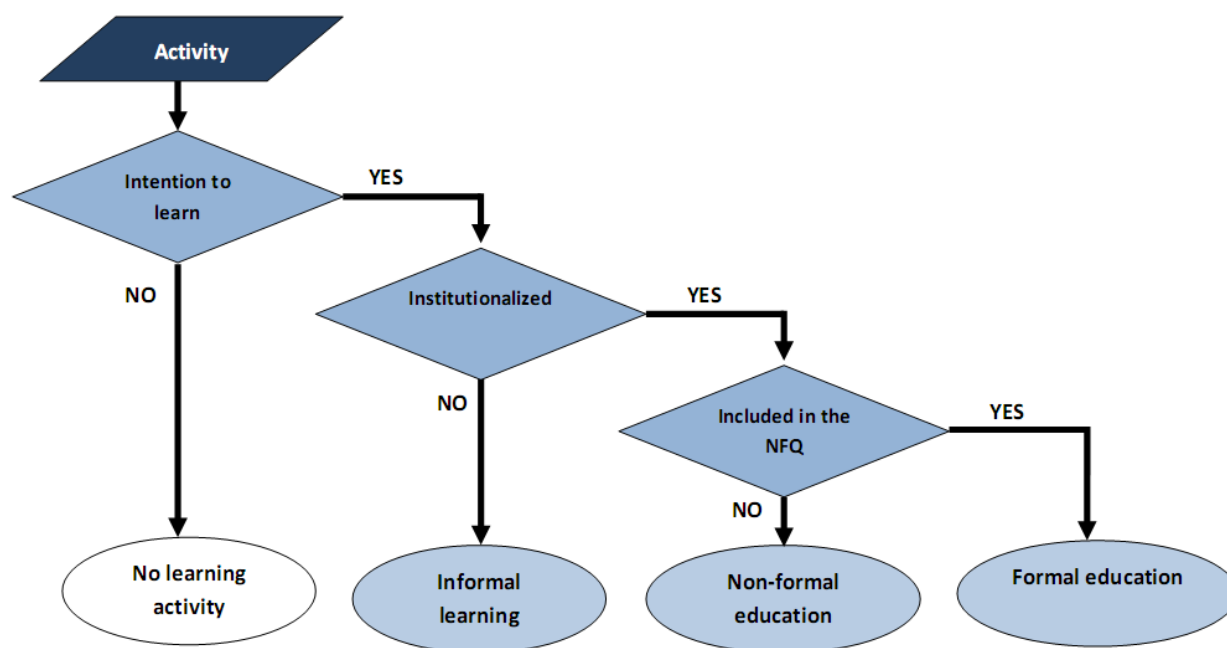 Activity
Intention to
learn
YES
NO
Institutionalized
YES
NO
Included in the
NFQ
YES
NO
No learning
activity
Informal
learning
Non-formal
education
Formal education